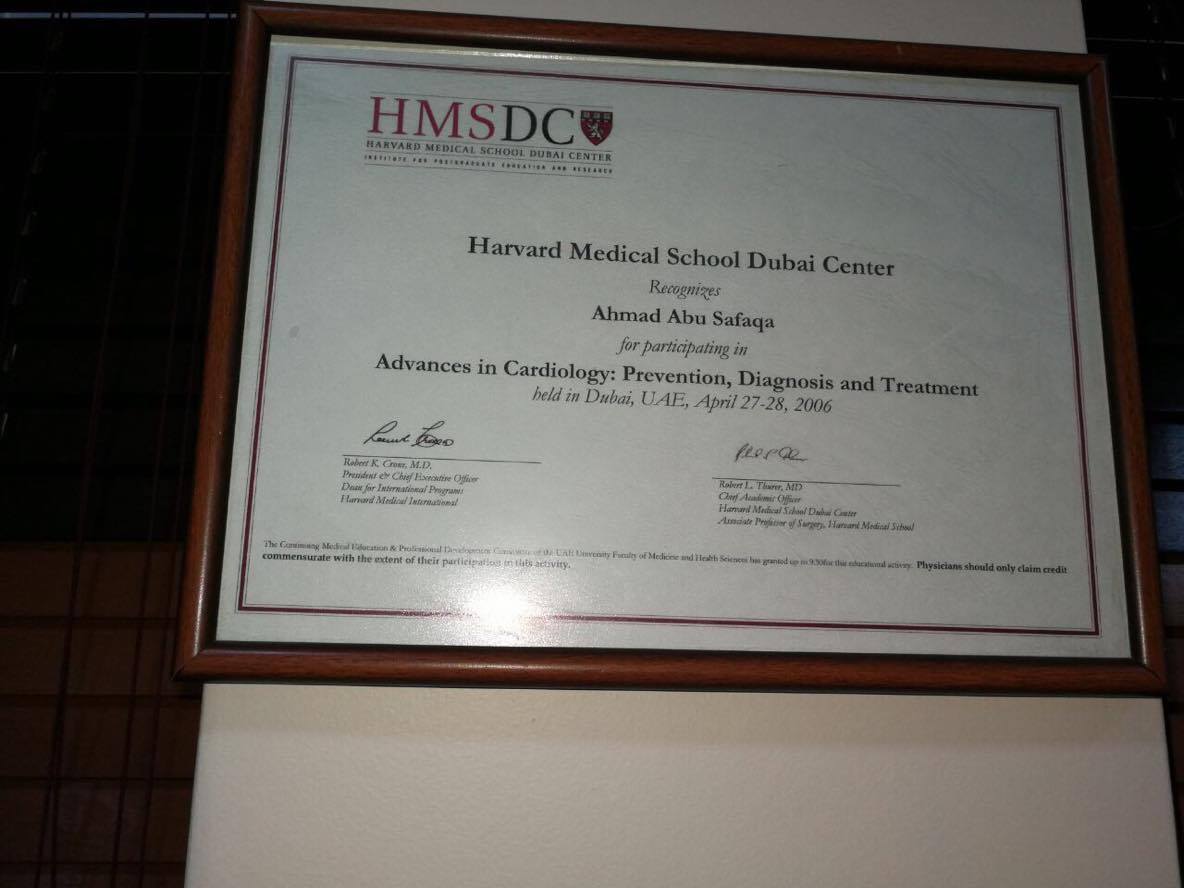 HMSDC
HARVARD MEDICAL SCHOOL DUBAI CENTER
INSTITUTE FOR POSTGRADUATE EDUCATION AND RESEARCH
Harvard Medical School Dubai Center
Recognizes
Ahmad Abu Safaqa
for participating in
Advances in Cardiology: Prevention, Diagnosis and Treatment
held in Dubai, UAE, April 27-28, 2006
Robert K. Crone, M.D.
President & Chief Executive Officer
Dean for International Programs
Harvard Medical International
Robert L. Thurer, MD
Chief Academic Officer
Harvard Medical School Dubai Center
Associate Professor of Surgery, Harvard Medical School
The Continuing Medical Education & Professional Development Committee of the UAE University Faculty of Medicine and Health Sciences has granted up to 9.30 for this educational activity. Physicians should only claim credit
commensurate with the extent of their participation in this activity.